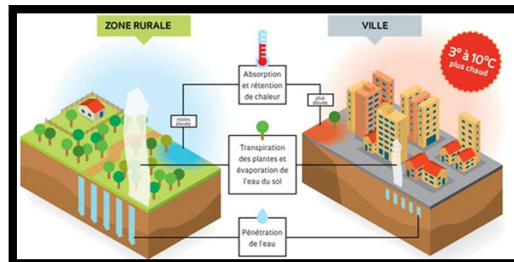 ZONE RURALE
VILLE
3° à 10°C
plus chaud
Absorption
et rétention
de chaleur
moins
élevée
plus
élevée
Transpiration
des plantes et
évaporation de
l'eau du sol
Pénétration
de l'eau